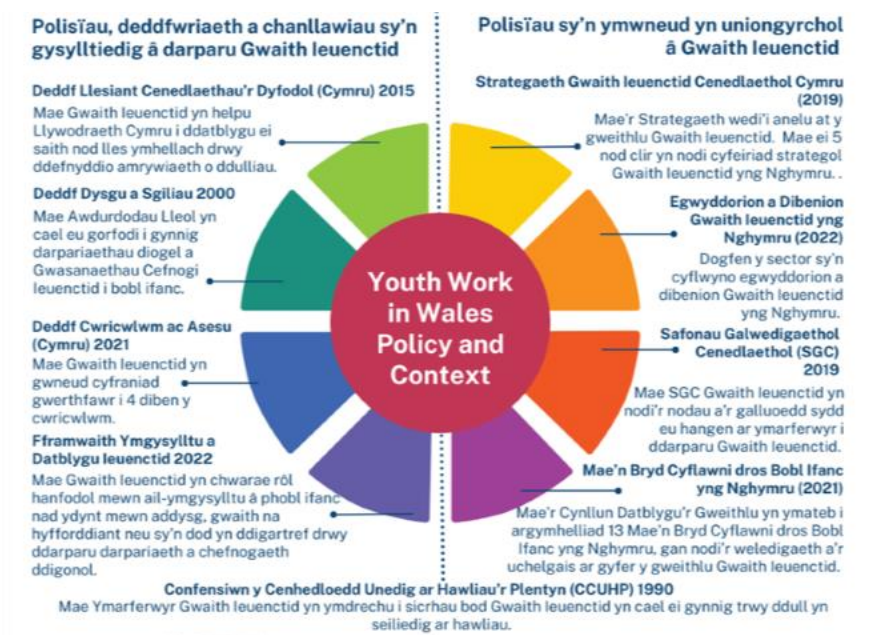 Polisïau, deddfwriaeth a chanllawiau sy'n
gysylltiedig â darparu Gwaith Ieuenctid
Deddf Llesiant Cenedlaethau'r Dyfodol (Cymru) 2015
Mae Gwaith Ieuenctid yn helpu
Llywodraeth Cymru i ddatblygu ei
saith nod lles ymhellach drwy
ddefnyddio amrywiaeth o ddulliau.
Deddf Dysgu a Sgiliau 2000
Mae Awdurdodau Lleol yn
cael eu gorfodi i gynnig
darpariaethau diogel a
Gwasanaethau Cefnogi
Ieuenctid i bobl ifanc.
Deddf Cwricwlwm ac Asesu
(Cymru) 2021
Mae Gwaith Ieuenctid yn
gwneud cyfraniad
gwerthfawr i 4 diben y
cwricwlwm.
Fframwaith Ymgysylltu a
Datblygu Ieuenctid 2022
Mae Gwaith Ieuenctid yn chwarae rôl
hanfodol mewn ail-ymgysylltu â phobl ifanc
nad ydynt mewn addysg, gwaith na
hyfforddiant neu sy'n dod yn ddigartref drwy
ddarparu darpariaeth a chefnogaeth
ddigonol.
Youth Work
in Wales
Policy and
Context
Polisïau sy'n ymwneud yn uniongyrchol
â Gwaith Ieuenctid
Strategaeth Gwaith Ieuenctid Cenedlaethol Cymru
(2019)
Mae'r Strategaeth wedi'i anelu at y
gweithlu Gwaith Ieuenctid. Mae ei 5
nod clir yn nodi cyfeiriad strategol
Gwaith Ieuenctid yng Nghymru. .
Egwyddorion a Dibenion
Gwaith Ieuenctid yng
Nghymru (2022)
Dogfen y sector sy'n
cyflwyno egwyddorion a
dibenion Gwaith Ieuenctid
yng Nghymru.
Safonau Galwedigaethol
Cenedlaethol (SGC)
2019
Mae SGC Gwaith Ieuenctid yn
nodi'r nodau a'r galluoedd sydd
eu hangen ar ymarferwyr i
ddarparu Gwaith Ieuenctid.
Mae'n Bryd Cyflawni dros Bobl Ifanc
yng Nghymru (2021)
Mae'r Cynllun Datblygu'r Gweithlu yn ymateb i
argymhelliad 13 Mae'n Bryd Cyflawni dros Bobl
Ifanc yng Nghymru, gan nodi'r weledigaeth a'r
uchelgais ar gyfer y gweithlu Gwaith Ieuenctid.
Confensiwn y Cenhedloedd Unedig ar Hawliau'r Plentyn (CCUHP) 1990
Mae Ymarferwyr Gwaith Ieuenctid yn ymdrechu i sicrhau bod Gwaith Ieuenctid yn cael ei gynnig trwy ddull yn
seiliedig ar hawliau.